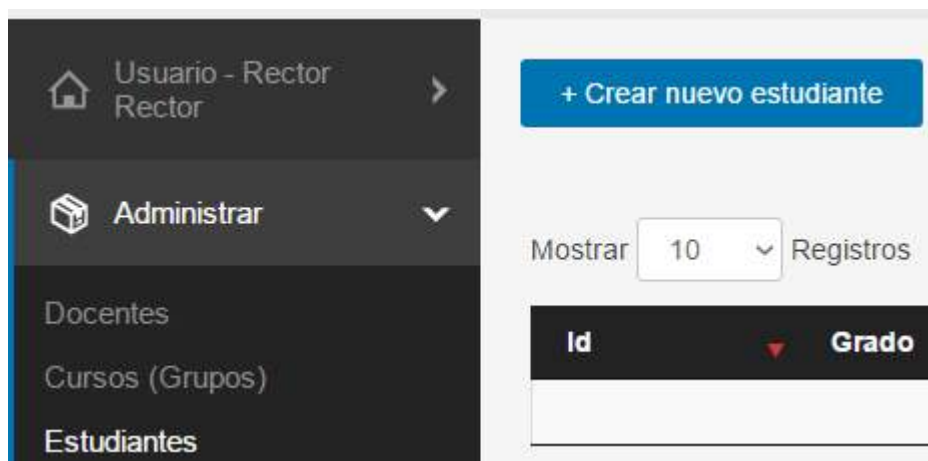 Usuario - Rector
Rector
Administrar
Docentes
Cursos (Grupos)
Estudiantes
+ Crear nuevo estudiante
Mostrar 10 Registros
Id Grado